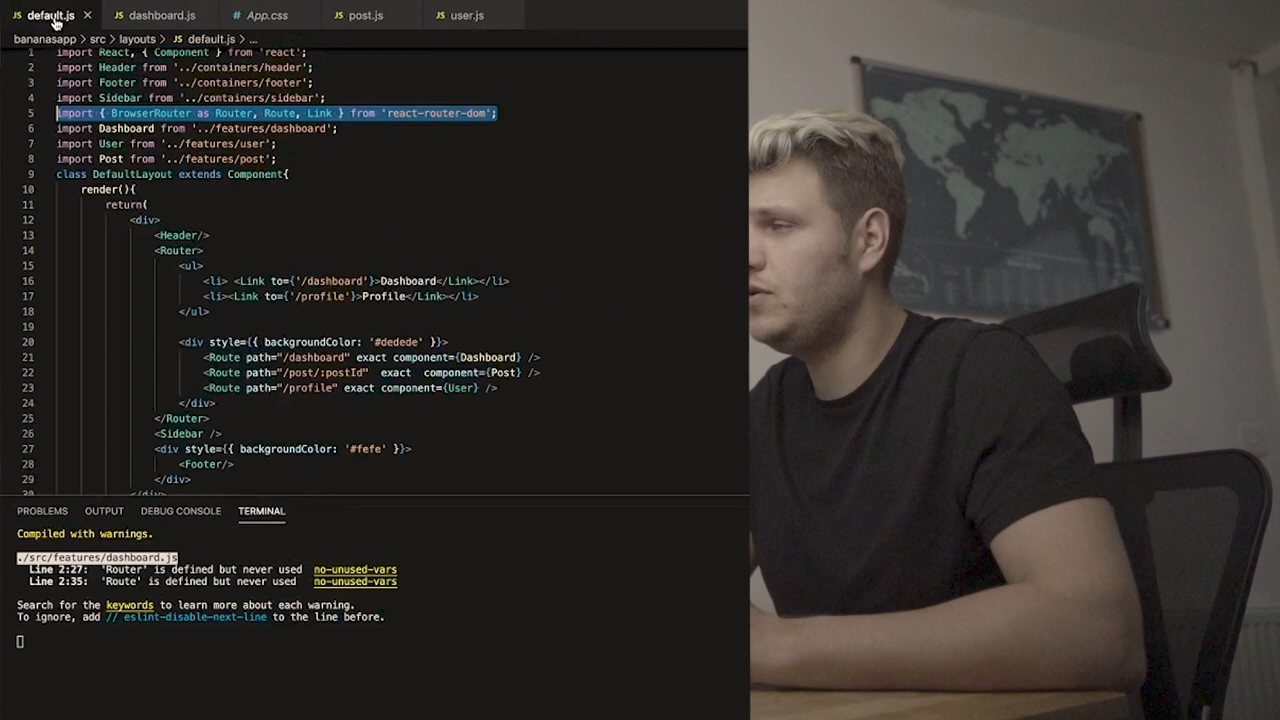 JS default.js × JS dashboard.js # App.css JS post.js JS user.js
bananasapp > src > layouts > JS default.js > ...
1 import React, { Component } from 'react';
2 import Header from '../containers/header';
3 import Footer from '../containers/footer';
4 import Sidebar from '../containers/sidebar';
5 import { BrowserRouter as Router, Route, Link } from 'react-router-dom';
6 import Dashboard from '../features/dashboard';
7 import User from '../features/user';
8 import Post from '../features/post';
9 class DefaultLayout extends Component{
10 render(){
11 return(
12 <div>
13 <Header/>
14 <Router>
15 <ul>
16 <li> <Link to={'/dashboard'}>Dashboard</Link></li>
17 <li><Link to={'/profile'}>Profile</Link></li>
18 </ul>
19
20 <div style={{ backgroundColor: '#dedede' }}>
21 <Route path="/dashboard" exact component={Dashboard} />
22 <Route path="/post/:postId"  exact  component={Post} />
23 <Route path="/profile" exact component={User} />
24 </div>
25 </Router>
26 <Sidebar />
27 <div style={{ backgroundColor: '#fefe' }}>
28 <Footer/>
29 </div>
30 </div>
PROBLEMS OUTPUT DEBUG CONSOLE TERMINAL
Compiled with warnings.
./src/features/dashboard.js
Line 2:27: 'Router' is defined but never used no-unused-vars
Line 2:35: 'Route' is defined but never used no-unused-vars
Search for the keywords to learn more about each warning.
To ignore, add // eslint-disable-next-line to the line before.